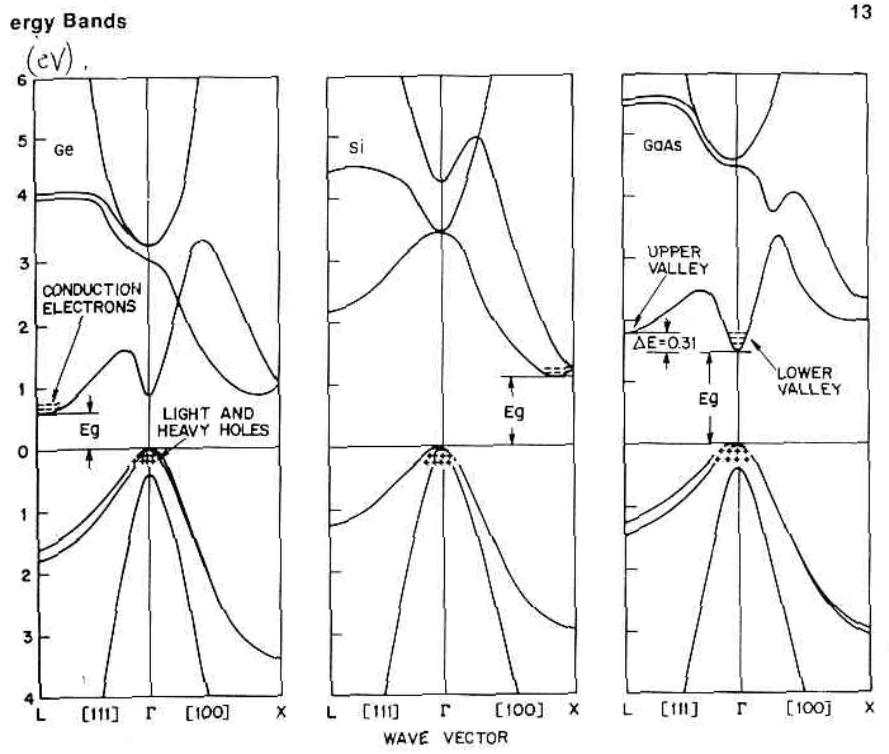 ergy Bands
13
(eV).
6
5
4
3
2
1
0
1
2
3
4
Ge
CONDUCTION
ELECTRONS
Eg
LIGHT AND
HEAVY HOLES
L [111] Γ [100] X
Si
Eg
L [111] Γ [100] X
GaAs
UPPER
VALLEY
ΔE=0.31
LOWER
VALLEY
Eg
L [111] Γ [100] X
WAVE VECTOR